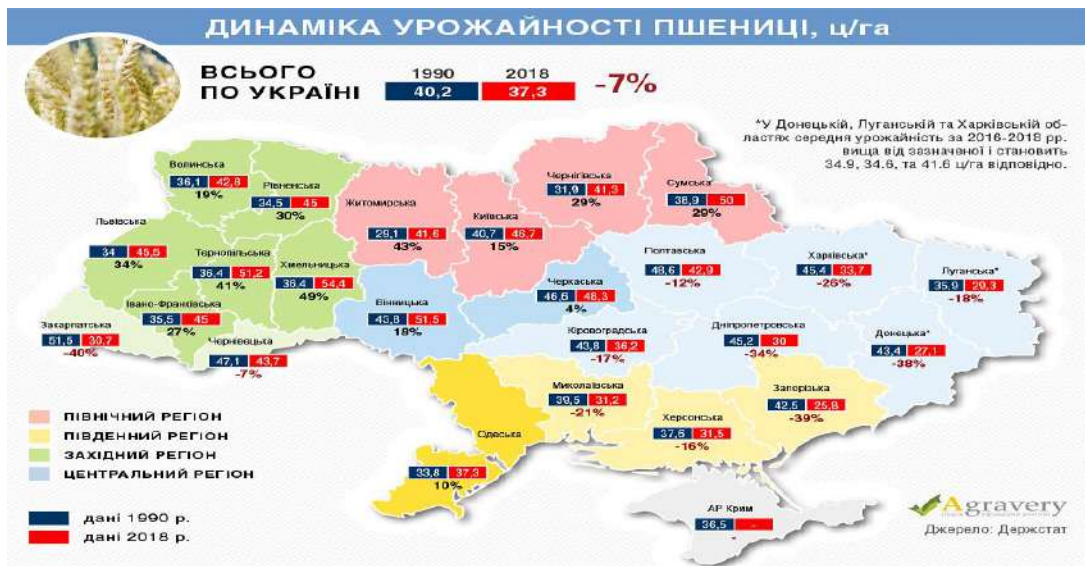 ДИНАМІКА УРОЖАЙНОСТІ ПШЕНИЦІ, ц/га
ВСЬОГО
ПО УКРАЇНІ
1990 2018
40,2 37,3
-7%
*У Донецькій, Луганській та Харківській об-
ластях середня урожайність за 2016-2018 рр.
вища від зазначеної і становить
34.9, 34.6, та 41.6 ц/га відповідно.
Волинська
36,1 42,8
19%
Рівненська
34,5 45
30%
Житомирська
29,1 41,6
43%
Київська
40,7 46,7
15%
Чернігівська
31,9 41,3
29%
Сумська
38,9 50
29%
Львівська
34 45,5
34%
Тернопільська
36,4 51,2
41%
Хмельницька
36,4 54,4
49%
Вінницька
43,8 51,5
18%
Черкаська
46,6 48,3
4%
Полтавська
48,6 42,9
-12%
Харківська*
45,4 33,7
-26%
Луганська*
35,9 29,3
-18%
Закарпатська
51,5 30,7
-40%
Івано-Франківська
35,5 45
27%
Чернівецька
47,1 43,7
-7%
Кіровоградська
43,8 36,2
-17%
Дніпропетровська
45,2 30
-34%
Донецька*
43,4 27,1
-38%
Миколаївська
39,5 31,2
-21%
Херсонська
37,6 31,5
-16%
Запорізька
42,5 25,8
-39%
Одеська
33,8 37,3
10%
АР Крим
36,5 -
-
ПІВНІЧНИЙ РЕГІОН
ПІВДЕННИЙ РЕГІОН
ЗАХІДНИЙ РЕГІОН
ЦЕНТРАЛЬНИЙ РЕГІОН
дані 1990 р.
дані 2018 р.
Agravery
Джерело: Держстат